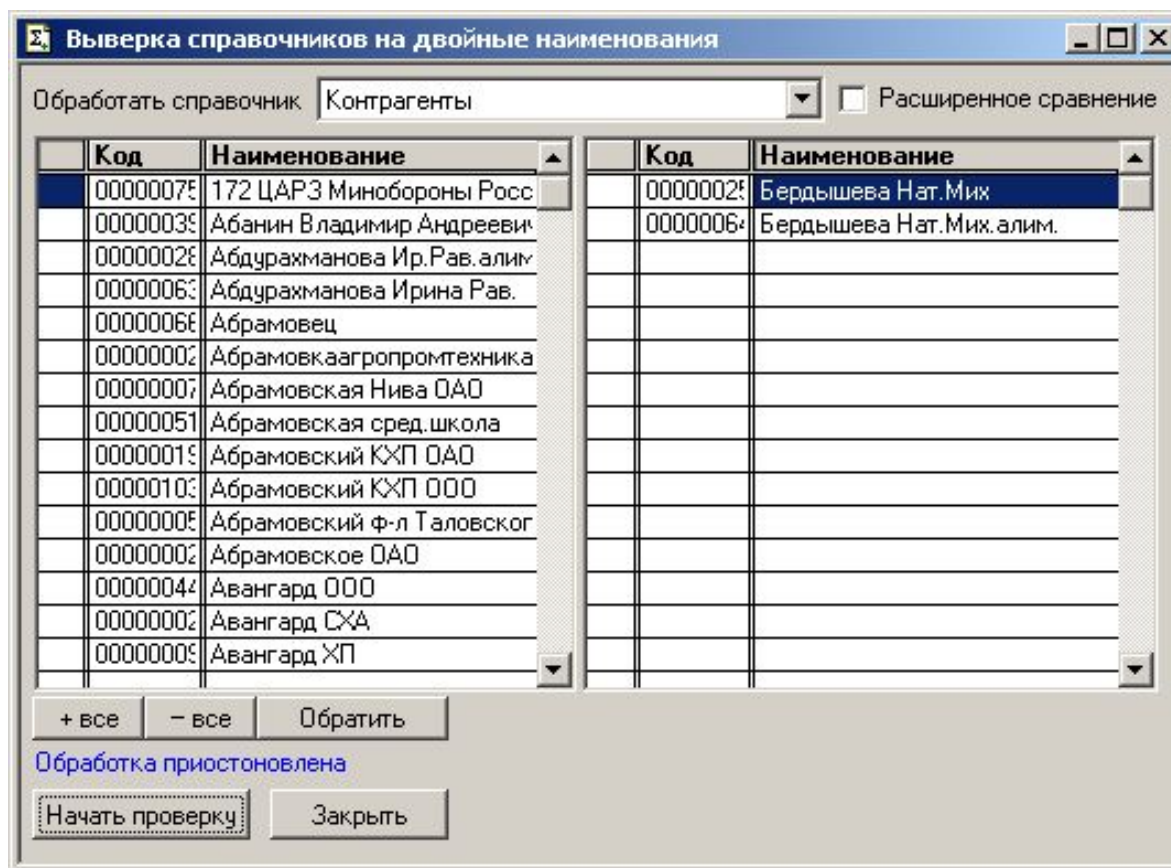 Выверка справочников на двойные наименования
Обработать справочник Контрагенты Расширенное сравнение
Код Наименование Код Наименование
00000075 172 ЦАРЗ Минобороны Росс 00000025 Бердышева Нат.Мих
00000039 Абанин Владимир Андреевич 00000064 Бердышева Нат.Мих.алим.
00000028 Абдурахманова Ир.Рав.алим
00000063 Абдурахманова Ирина Рав.
00000066 Абрамовец
00000002 Абрамовкаагропромтехника
00000007 Абрамовская Нива ОАО
00000051 Абрамовская сред.школа
00000019 Абрамовский КХП ОАО
00000103 Абрамовский КХП ООО
00000005 Абрамовский ф-л Таловског
00000002 Абрамовское ОАО
00000044 Авангард ООО
00000002 Авангард СХА
00000009 Авангард ХП
+ все – все Обратить
Обработка приостоновлена
Начать проверку Закрыть